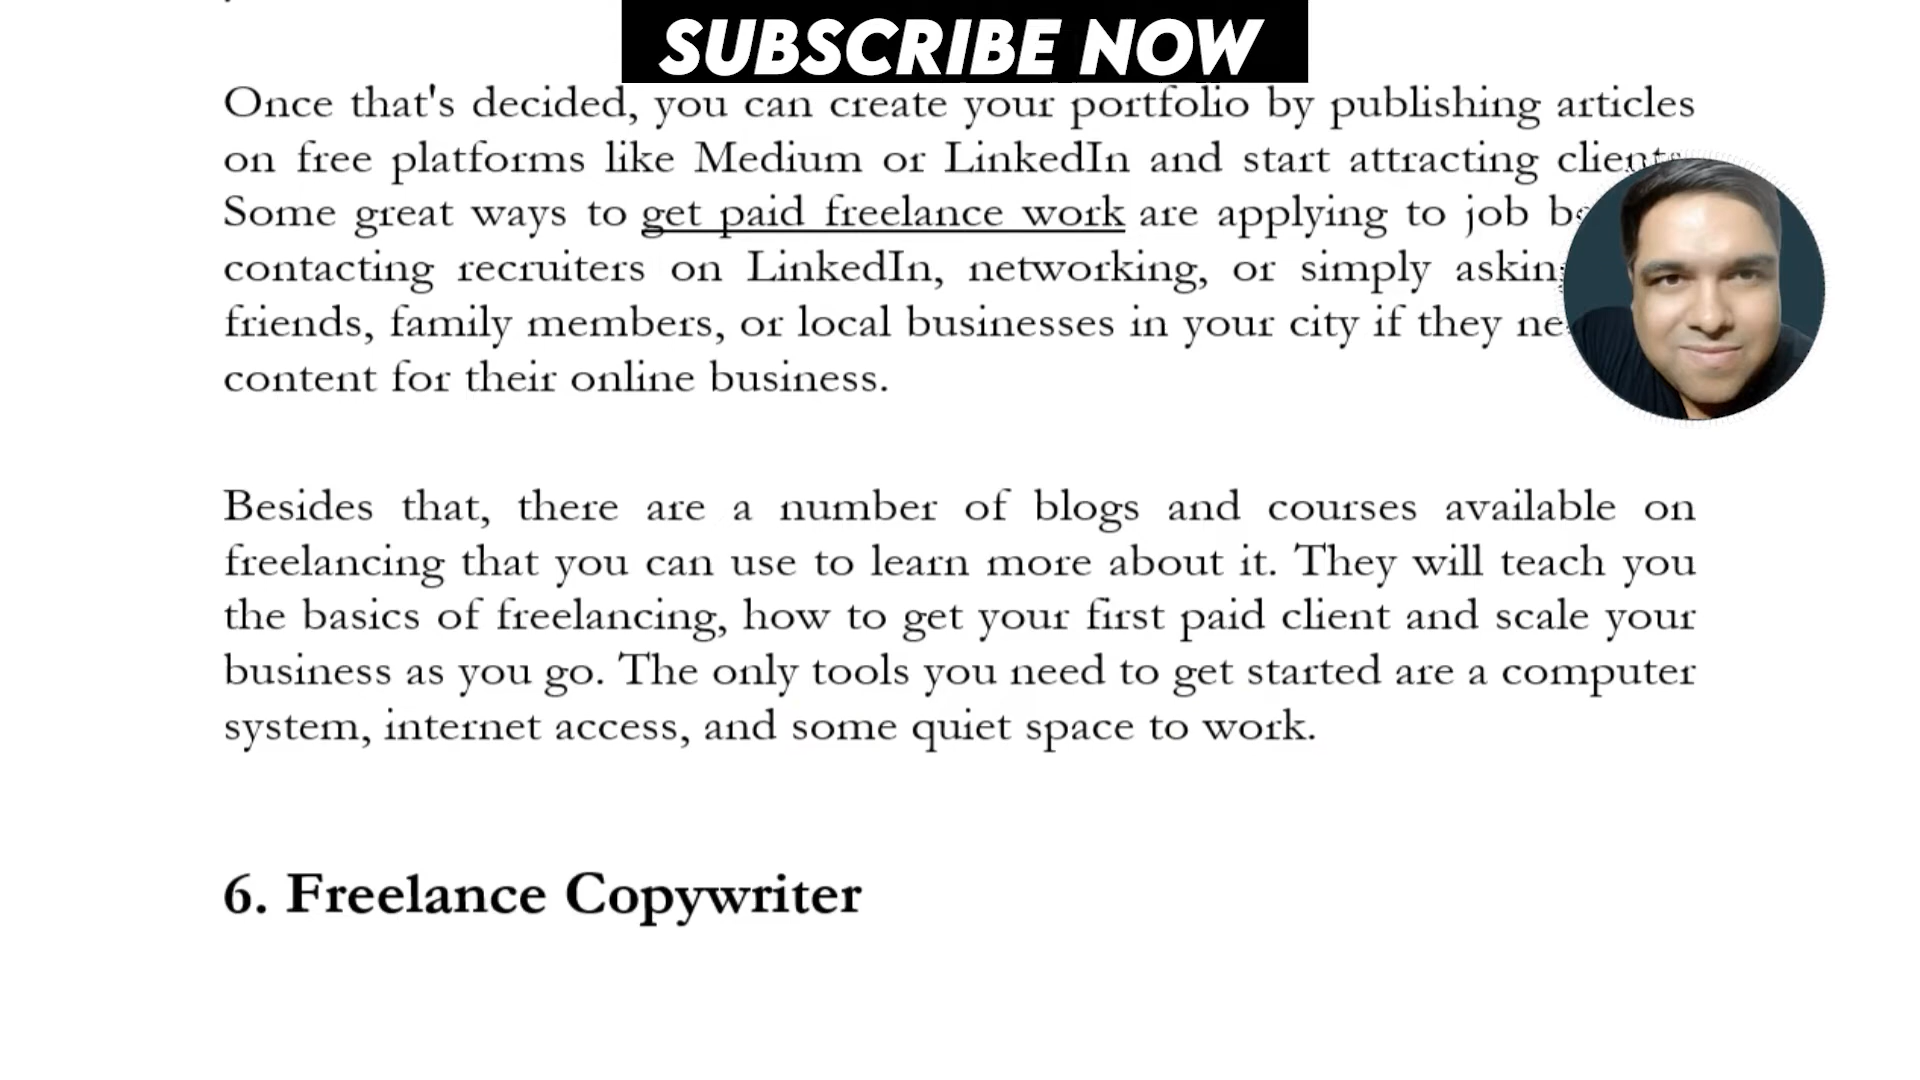 SUBSCRIBE NOW
Once that's decided, you can create your portfolio by publishing articles
on free platforms like Medium or LinkedIn and start attracting
Some great ways to get paid freelance work are applying to job
contacting recruiters on LinkedIn, networking, or simply
friends, family members, or local businesses in your city if they
content for their online business.
Besides that, there are a number of blogs and courses available on
freelancing that you can use to learn more about it. They will teach you
the basics of freelancing, how to get your first paid client and scale your
business as you go. The only tools you need to get started are a computer
system, internet access, and some quiet space to work.
6. Freelance Copywriter